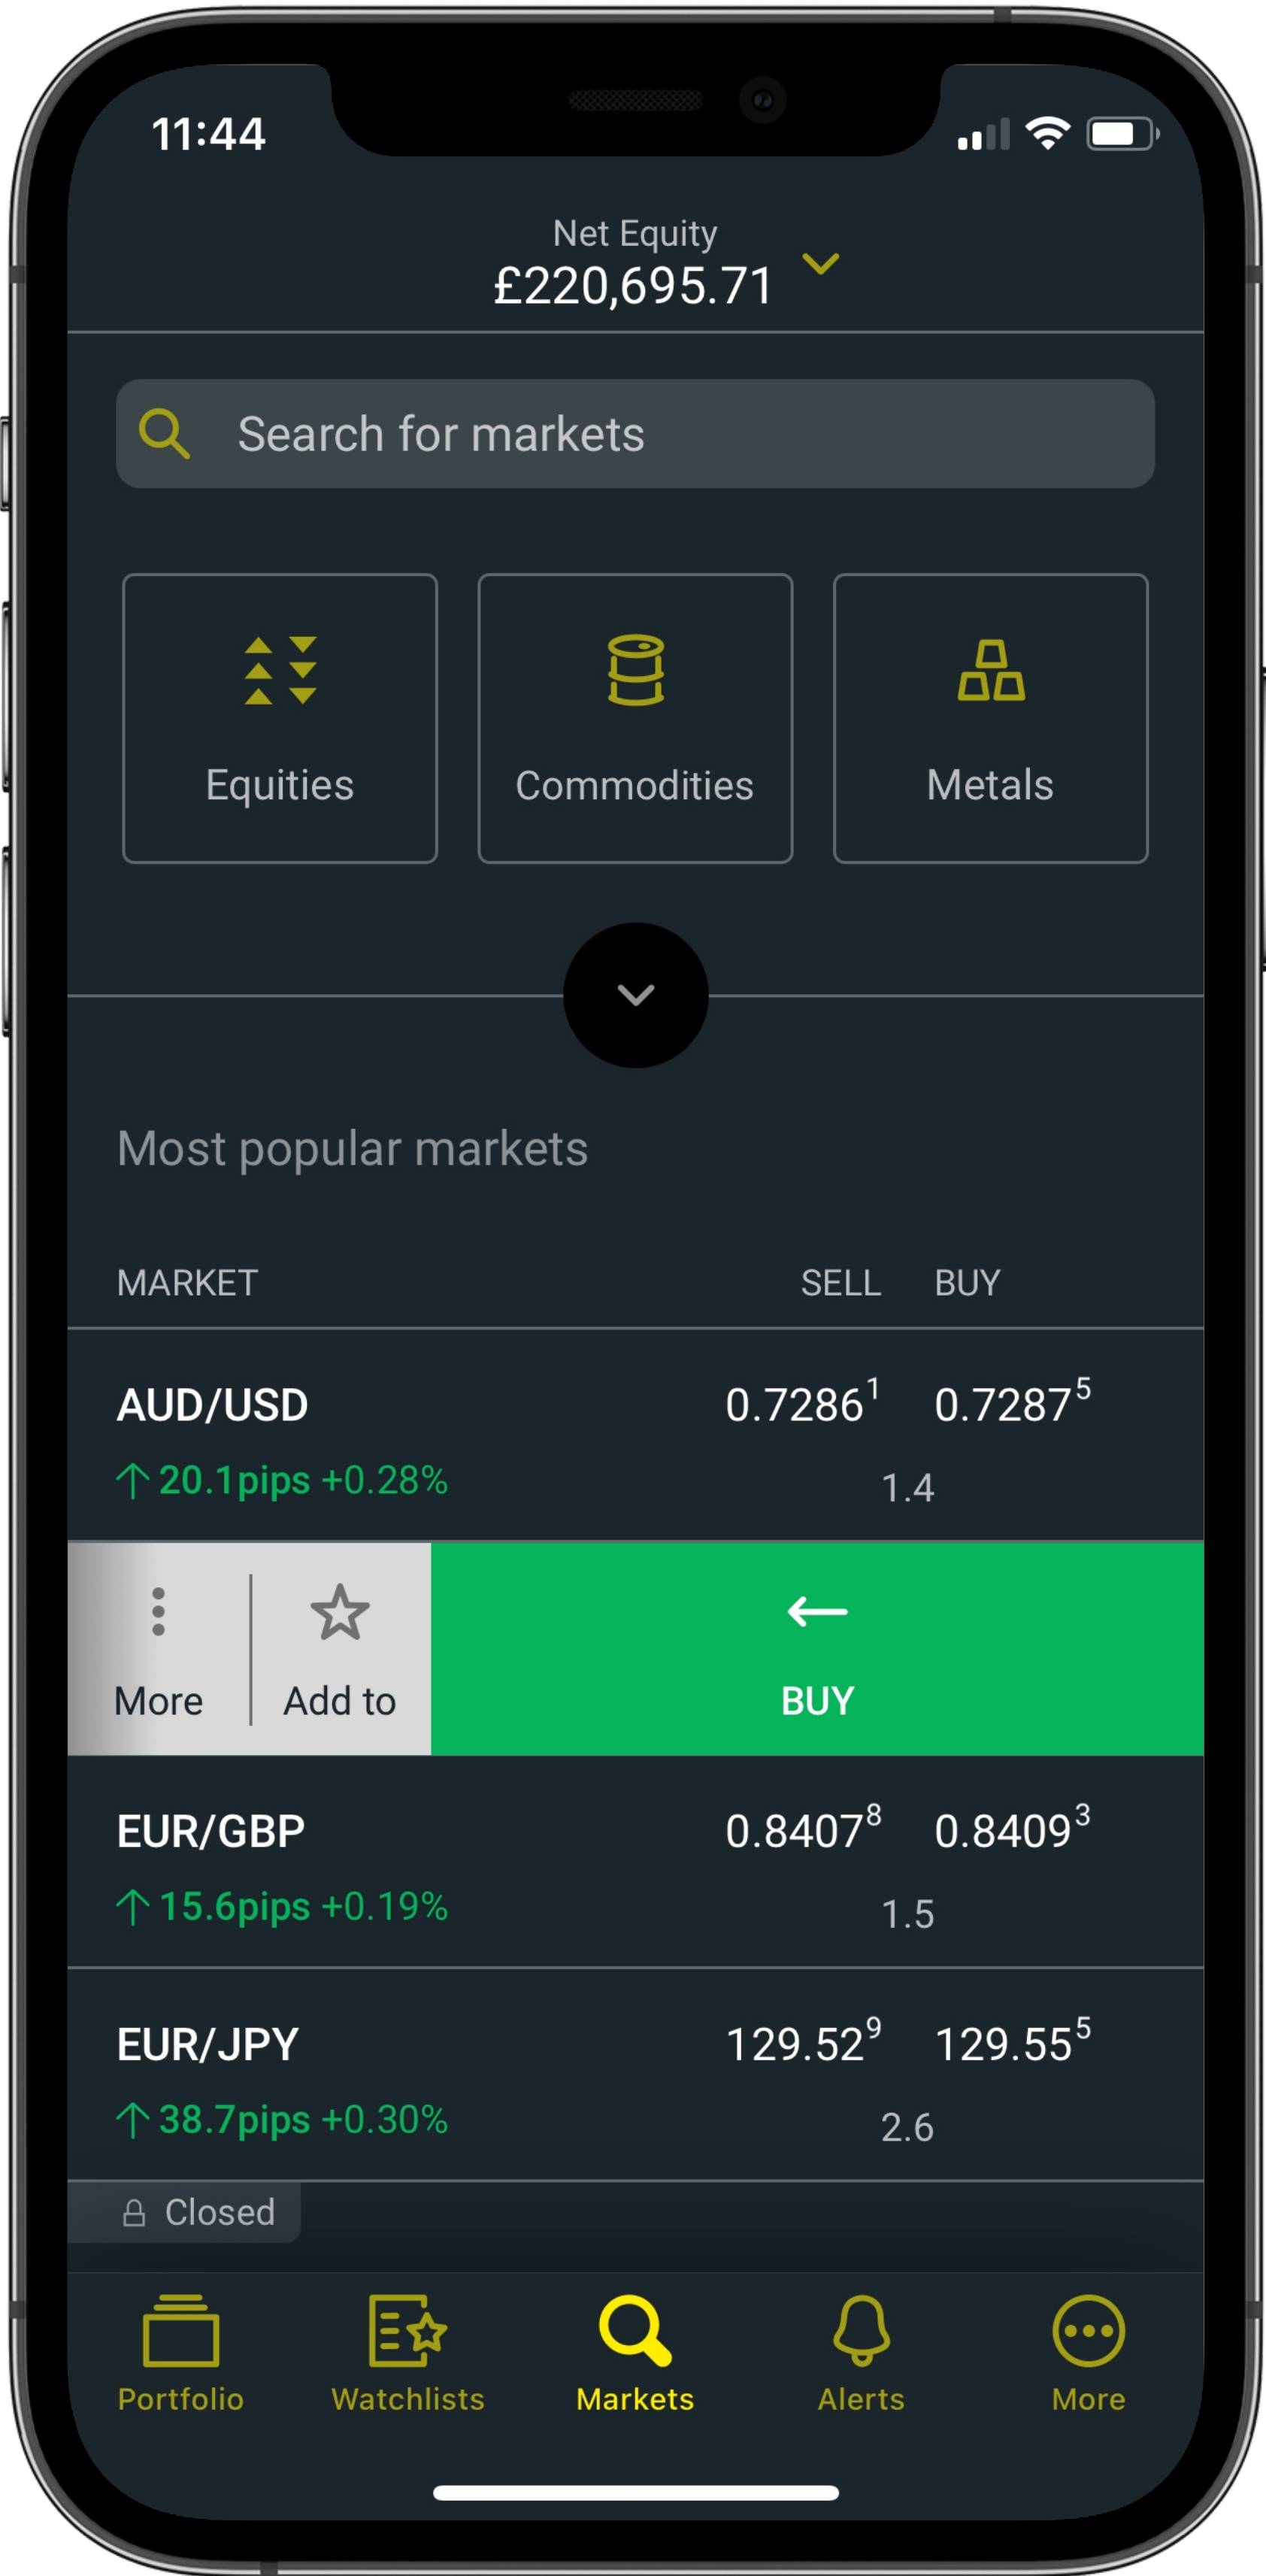 11:44
Net Equity
£220,695.71
Search for markets
Equities Commodities Metals
Most popular markets
MARKET SELL BUY
AUD/USD 0.7286¹ 0.7287⁵
↑ 20.1pips +0.28% 1.4
More Add to BUY
EUR/GBP 0.8407⁸ 0.8409³
↑ 15.6pips +0.19% 1.5
EUR/JPY 129.52⁹ 129.55⁵
↑ 38.7pips +0.30% 2.6
Closed
Portfolio Watchlists Markets Alerts More